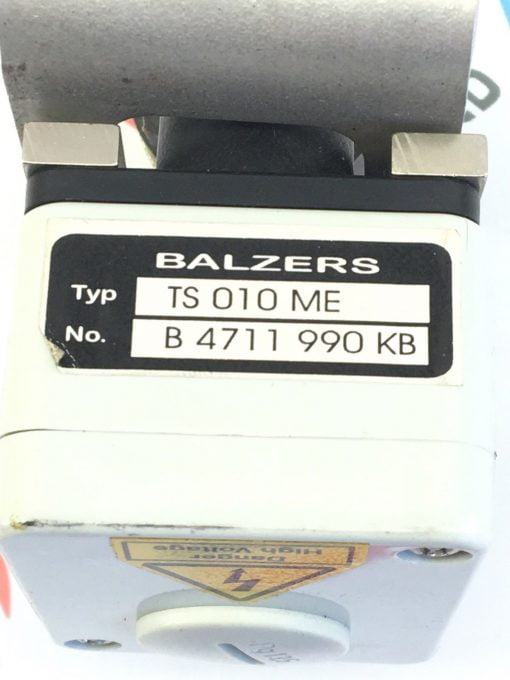 BALZERS
Typ TS 010 ME
No. B 4711 990 KB
High Voltage
Danger